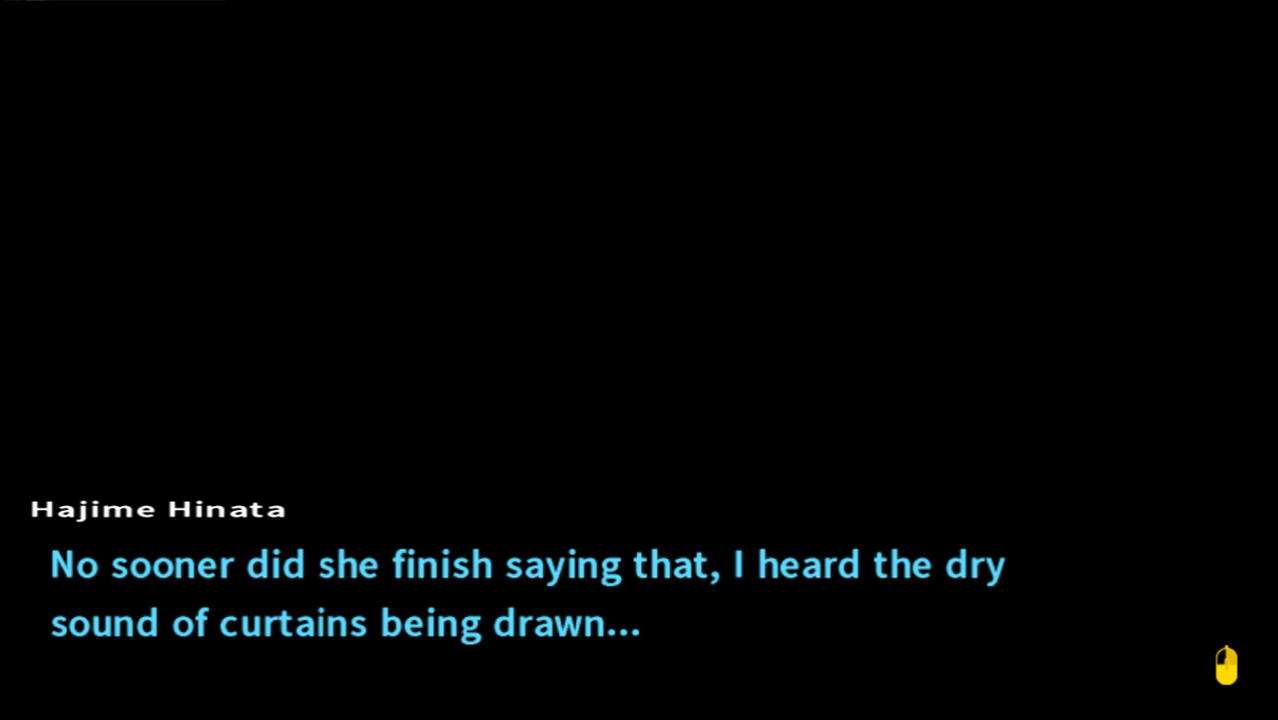 Hajime Hinata
No sooner did she finish saying that, I heard the dry
sound of curtains being drawn...